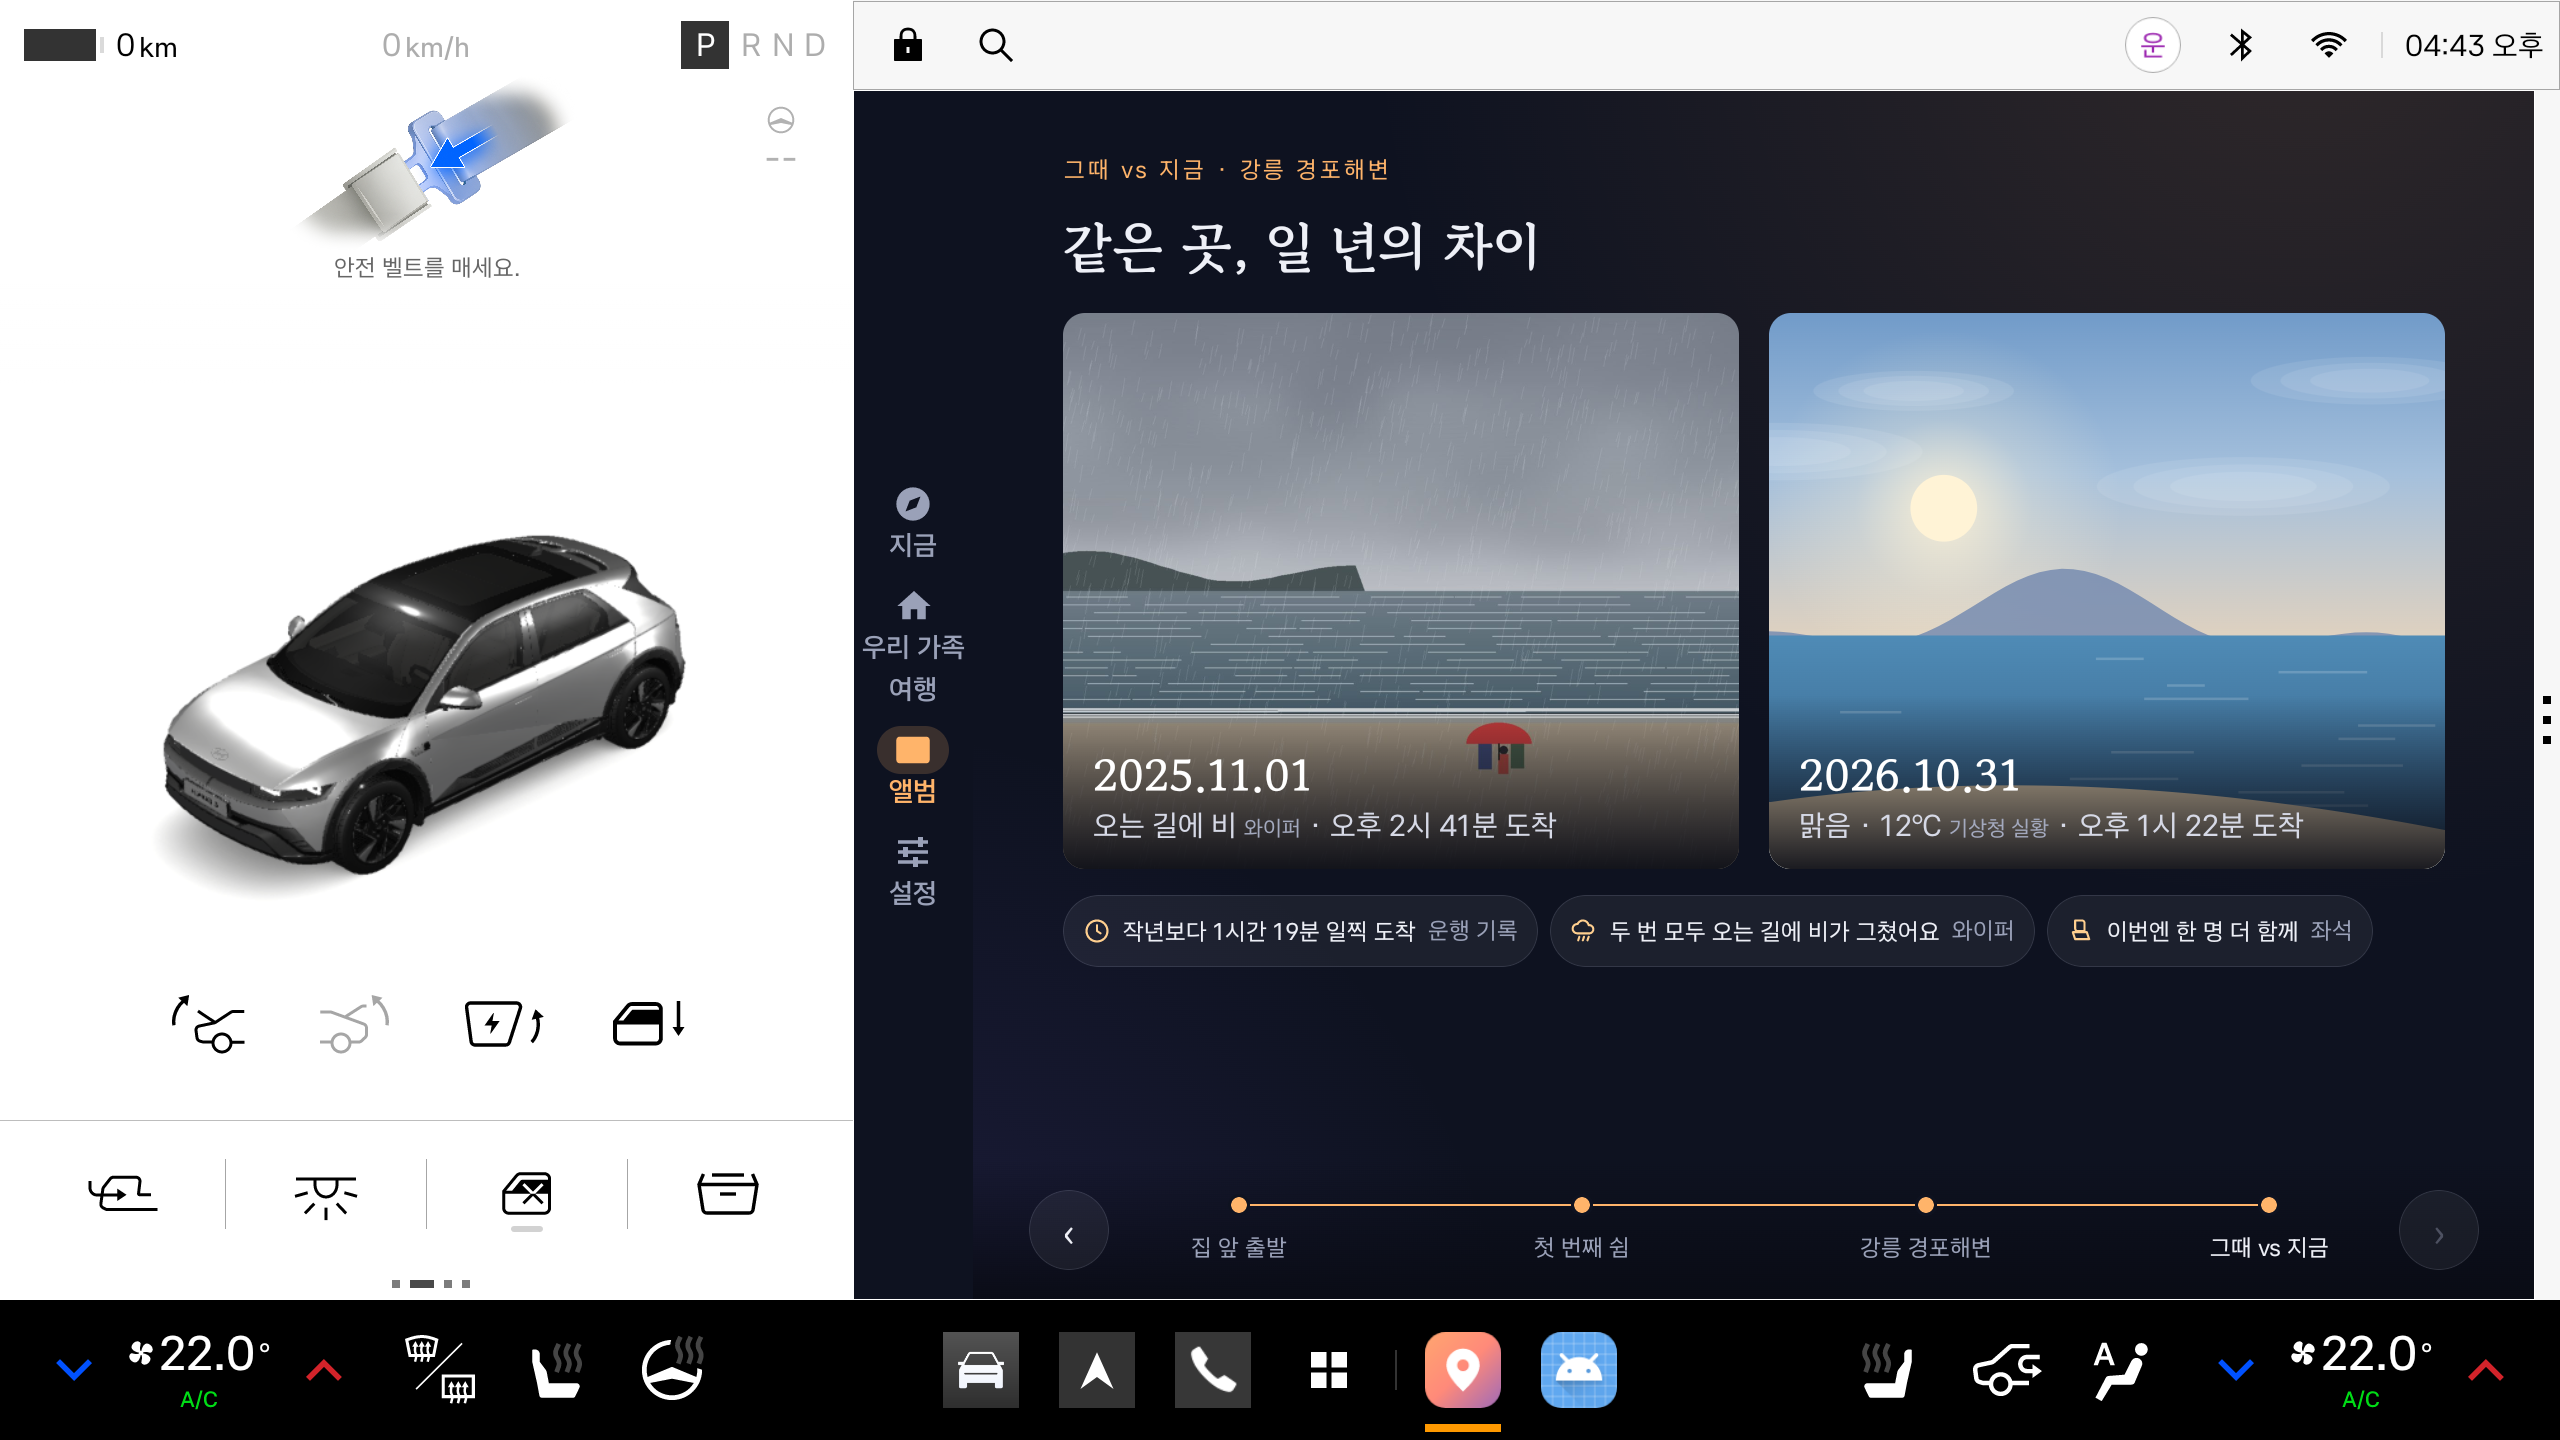 0 km
0 km/h
P R N D
안전 벨트를 매세요.
운
04:43 오후
그때 vs 지금 · 강릉 경포해변
같은 곳, 일 년의 차이
지금
우리 가족
여행
앨범
설정
2025.11.01
오는 길에 비 와이퍼 · 오후 2시 41분 도착
2026.10.31
맑음 · 12°C 기상청 실황 · 오후 1시 22분 도착
작년보다 1시간 19분 일찍 도착 운행 기록
두 번 모두 오는 길에 비가 그쳤어요 와이퍼
이번엔 한 명 더 함께 좌석
집 앞 출발
첫 번째 쉼
강릉 경포해변
그때 vs 지금
22.0°
A/C
A
22.0°
A/C